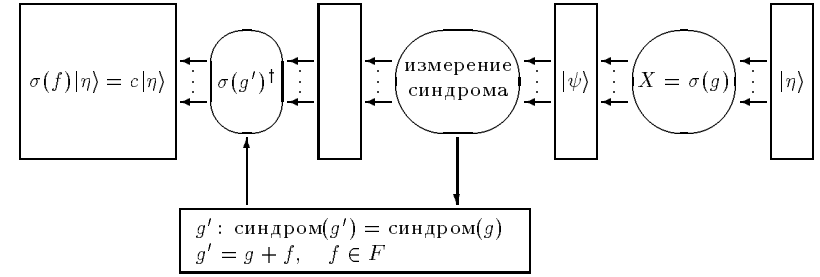 σ(f)|η⟩ = c|η⟩
σ(g′)†
измерение
синдрома
|ψ⟩
X = σ(g)
|η⟩
g′ : синдром(g′) = синдром(g)
g′ = g + f, f ∈ F